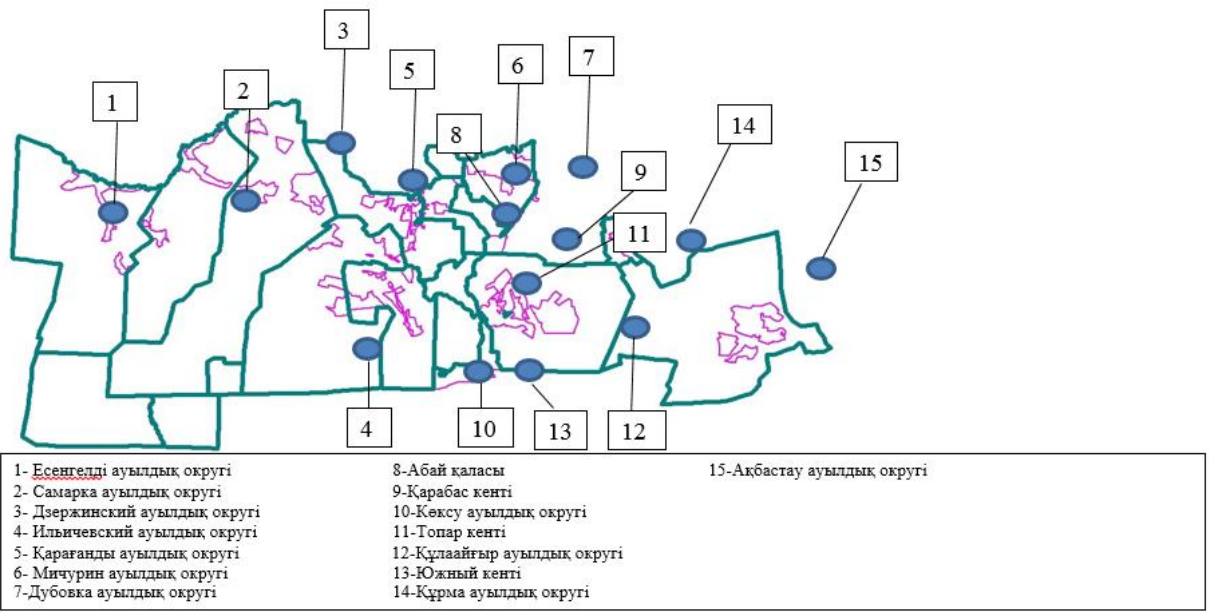 3
7
5
6
2
1
8
14
9
15
11
4
10
13
12
1- Есенгелді ауылдық округі
2- Самарка ауылдық округі
3- Дзержинский ауылдық округі
4- Ильичевский ауылдық округі
5- Қарағанды ауылдық округі
6- Мичурин ауылдық округі
7-Дубовка ауылдық округі
8-Абай қаласы
9-Қарабас кенті
10-Көксу ауылдық округі
11-Топар кенті
12-Құлаайғыр ауылдық округі
13-Южный кенті
14-Құрма ауылдық округі
15-Ақбастау ауылдық округі